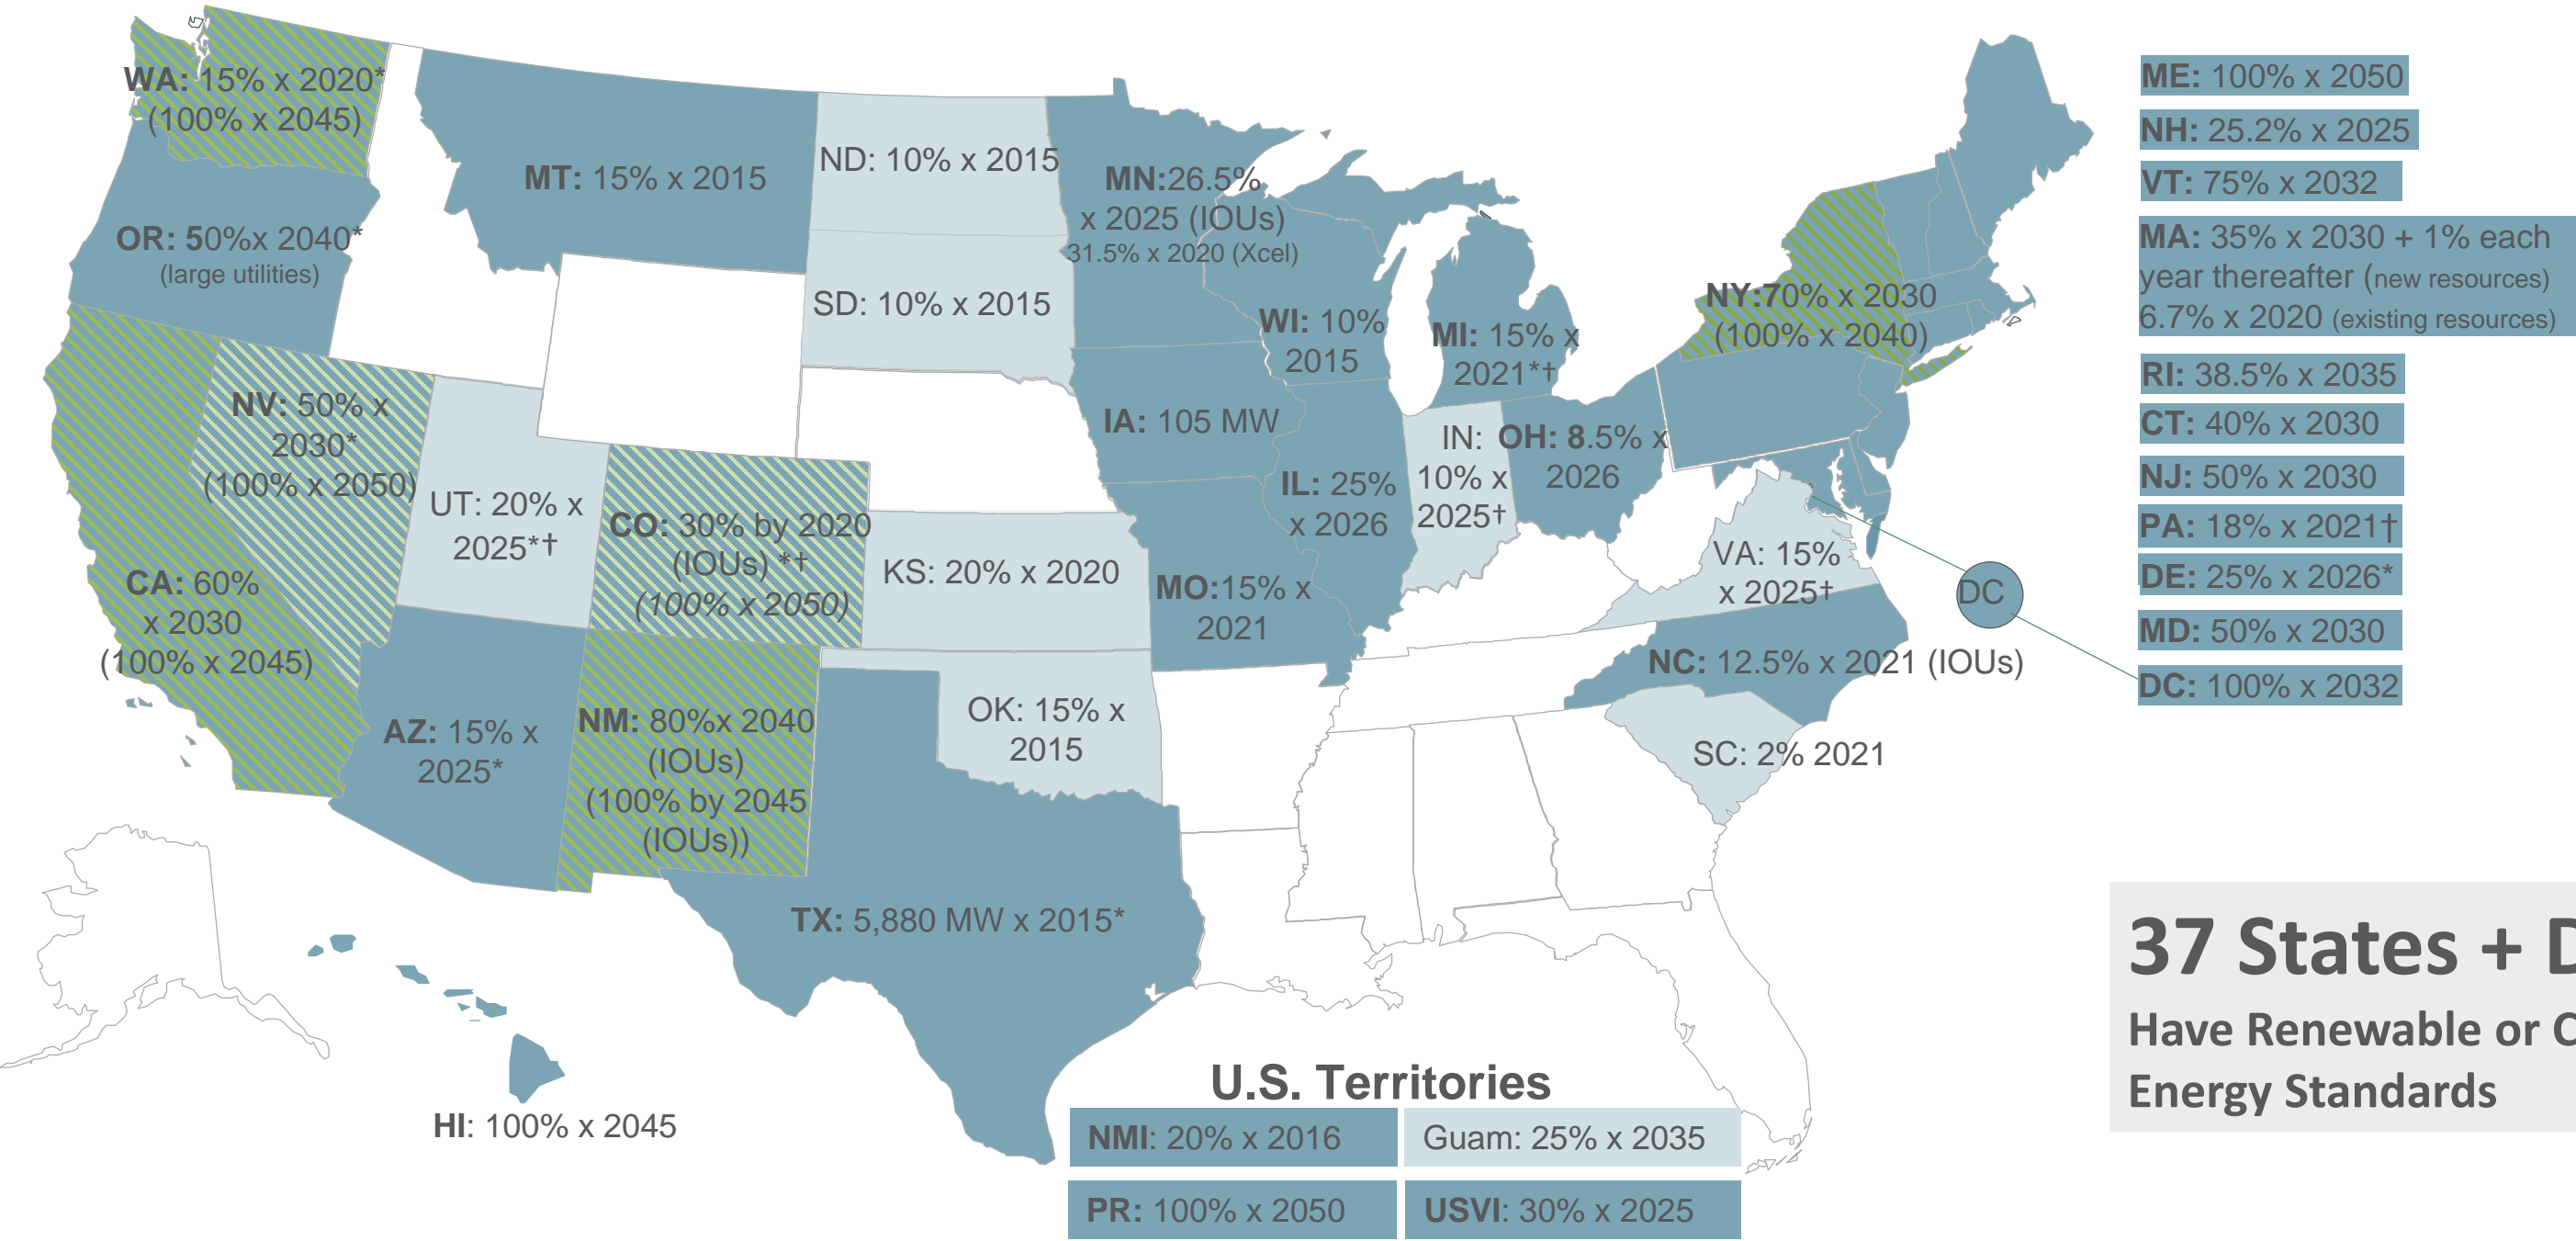 WA: 15% x 2020*
(100% x 2045)
OR: 50%x 2040*
(large utilities)
MT: 15% x 2015
ND: 10% x 2015
SD: 10% x 2015
MN:26.5%
x 2025 (IOUs)
31.5% x 2020 (Xcel)
WI: 10%
2015
MI: 15% x
2021*†
NY:70% x 2030
(100% x 2040)
NV: 50% x
2030*
(100% x 2050)
UT: 20% x
2025*†
CO: 30% by 2020
(IOUs) *†
(100% x 2050)
CA: 60%
x 2030
(100% x 2045)
KS: 20% x 2020
IA: 105 MW
IL: 25%
x 2026
IN:
10% x
2025†
OH: 8.5% x
2026
MO:15% x
2021
VA: 15%
x 2025†
DC
NC: 12.5% x 2021 (IOUs)
SC: 2% 2021
AZ: 15% x
2025*
NM: 80%x 2040
(IOUs)
(100% by 2045
(IOUs))
OK: 15% x
2015
TX: 5,880 MW x 2015*
HI: 100% x 2045
ME: 100% x 2050
NH: 25.2% x 2025
VT: 75% x 2032
MA: 35% x 2030 + 1% each
year thereafter (new resources)
6.7% x 2020 (existing resources)
RI: 38.5% x 2035
CT: 40% x 2030
NJ: 50% x 2030
PA: 18% x 2021†
DE: 25% x 2026*
MD: 50% x 2030
DC: 100% x 2032
37 States + D
Have Renewable or C
Energy Standards
U.S. Territories
NMI: 20% x 2016
Guam: 25% x 2035
PR: 100% x 2050
USVI: 30% x 2025